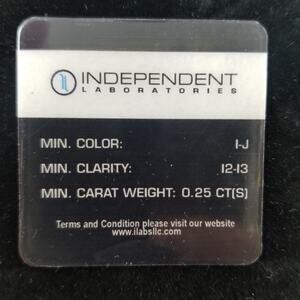 INDEPENDENT
LABORATORIES
MIN. COLOR: I-J
MIN. CLARITY: I2-I3
MIN. CARAT WEIGHT: 0.25 CT(S)
Terms and Condition please visit our website
www.ilabsllc.com